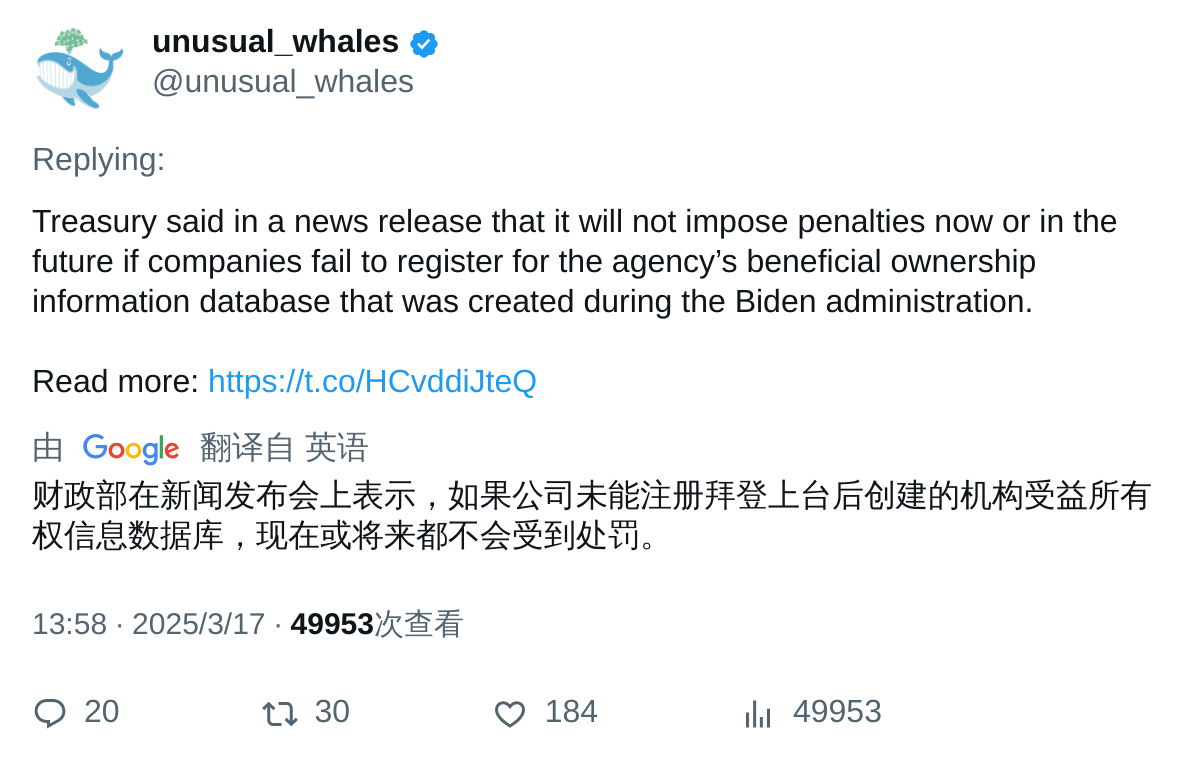 unusual_whales
@unusual_whales
Replying:
Treasury said in a news release that it will not impose penalties now or in the
future if companies fail to register for the agency’s beneficial ownership
information database that was created during the Biden administration.
Read more: https://t.co/HCvddiJteQ
由 Google 翻译自 英语
财政部在新闻发布会上表示，如果公司未能注册拜登上台后创建的机构受益所有
权信息数据库，现在或将来都不会受到处罚。
13:58 · 2025/3/17 · 49953次查看
20 30 184 49953